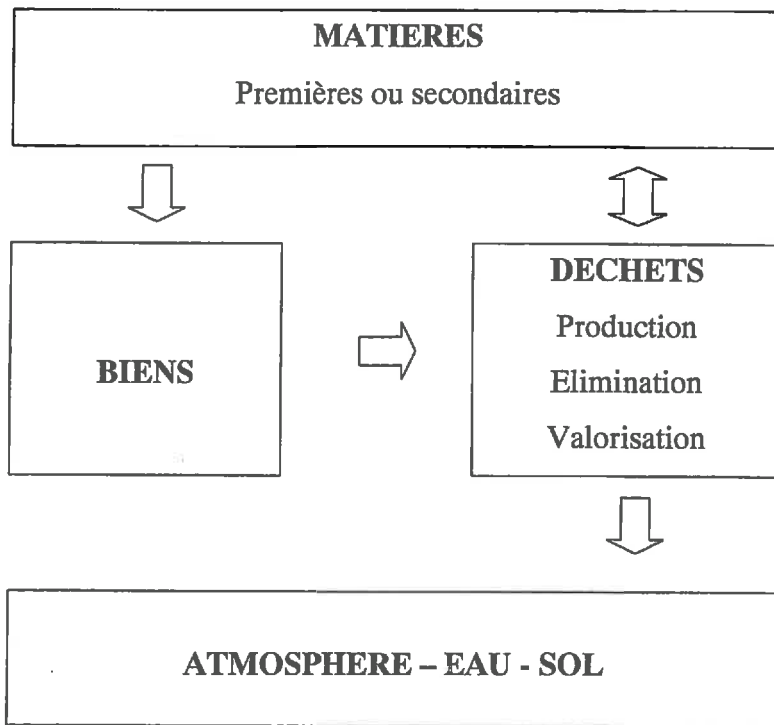 MATIERES
Premières ou secondaires
BIENS
DECHETS
Production
Elimination
Valorisation
ATMOSPHERE – EAU - SOL